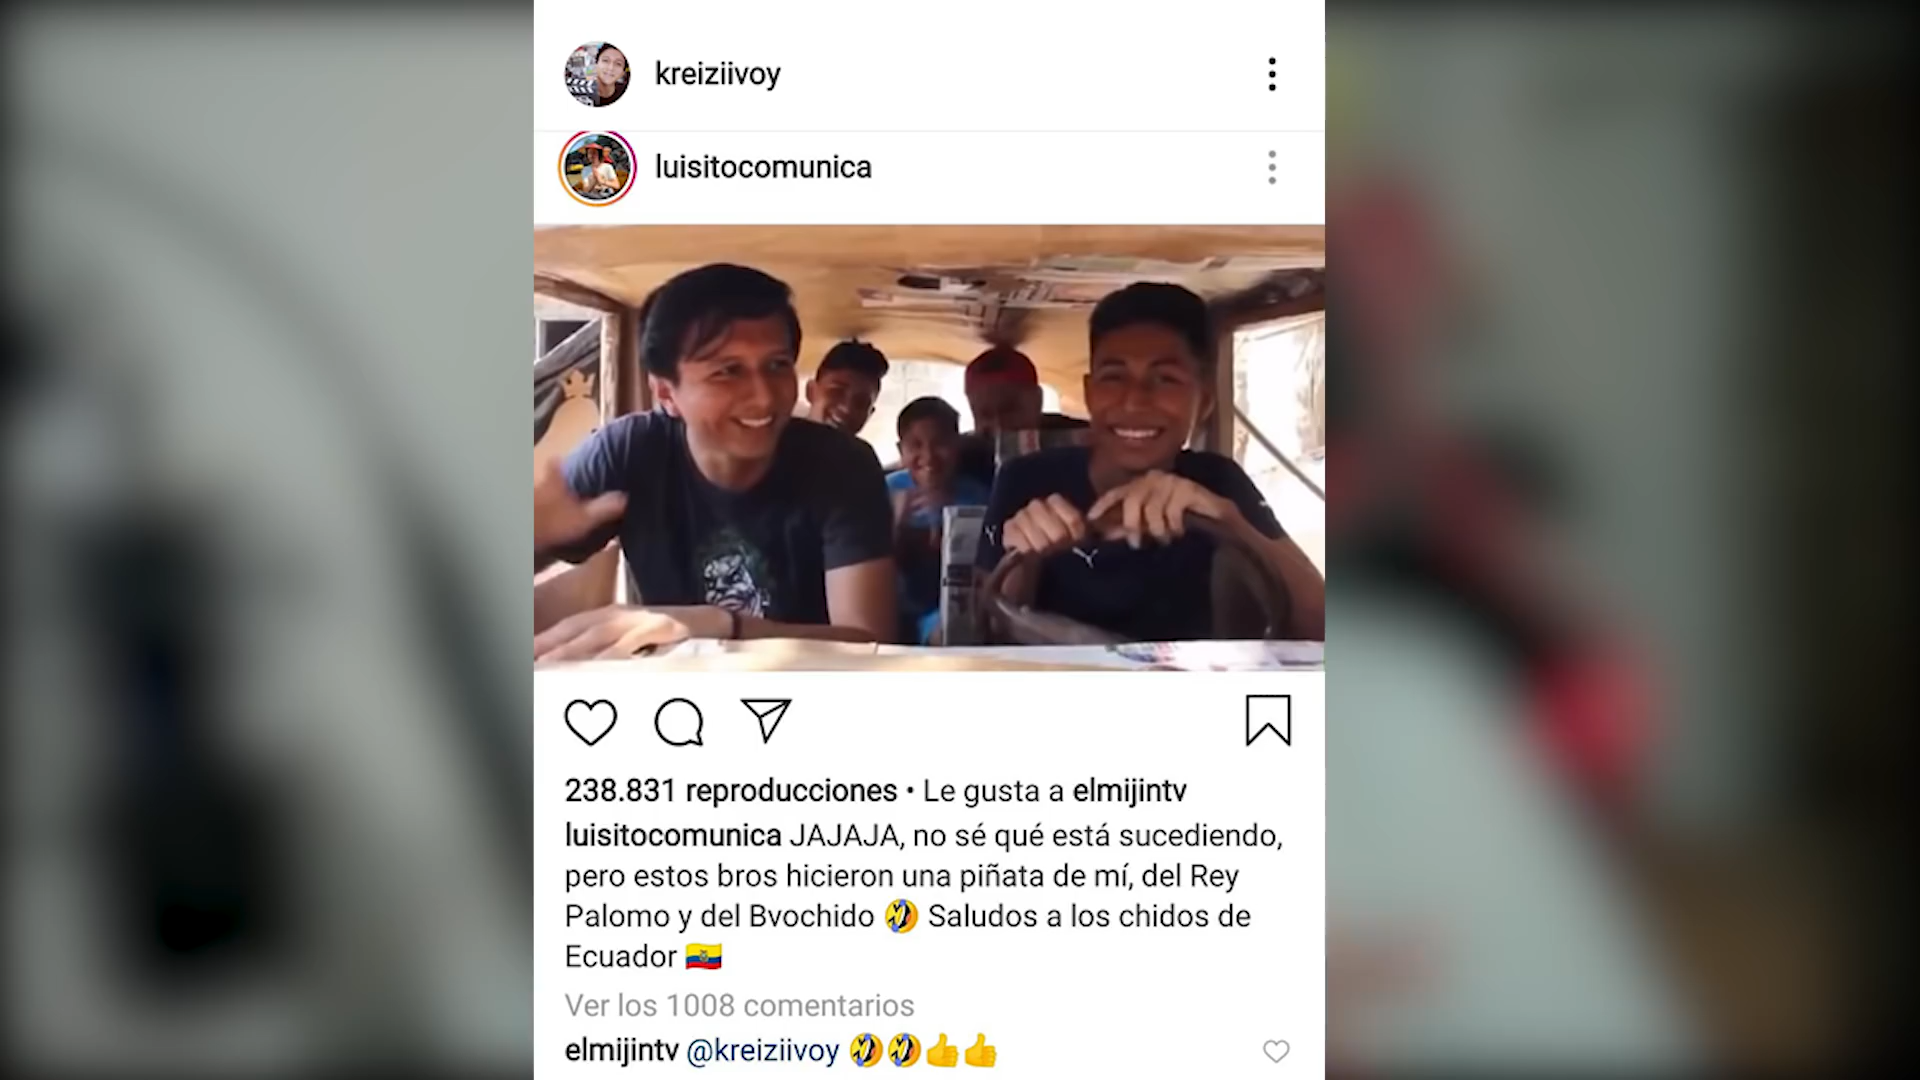 kreiziivoy
luisitocomunica
238.831 reproducciones • Le gusta a elmijintv
luisitocomunica JAJAJA, no sé qué está sucediendo,
pero estos bros hicieron una piñata de mí, del Rey
Palomo y del Bvochido 🤣 Saludos a los chidos de
Ecuador 🇪🇨
Ver los 1008 comentarios
elmijintv @kreiziivoy 🤣🤣👍👍